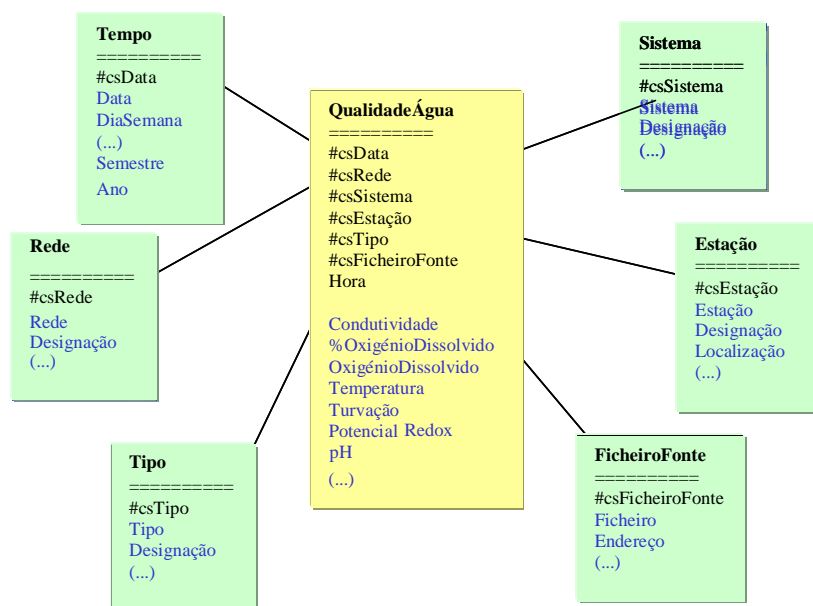 Tempo
==========
#csData
Data
DiaSemana
(...)
Semestre
Ano
Sistema
==========
#csSistema
Sistema
Designação
(...)
QualidadeÁgua
==========
#csData
#csRede
#csSistema
#csEstação
#csTipo
#csFicheiroFonte
Hora
Condutividade
%OxigénioDissolvido
OxigénioDissolvido
Temperatura
Turvação
Potencial Redox
pH
(...)
Rede
==========
#csRede
Rede
Designação
(...)
Estação
==========
#csEstação
Estação
Designação
Localização
(...)
Tipo
==========
#csTipo
Tipo
Designação
(...)
FicheiroFonte
==========
#csFicheiroFonte
Ficheiro
Endereço
(...)